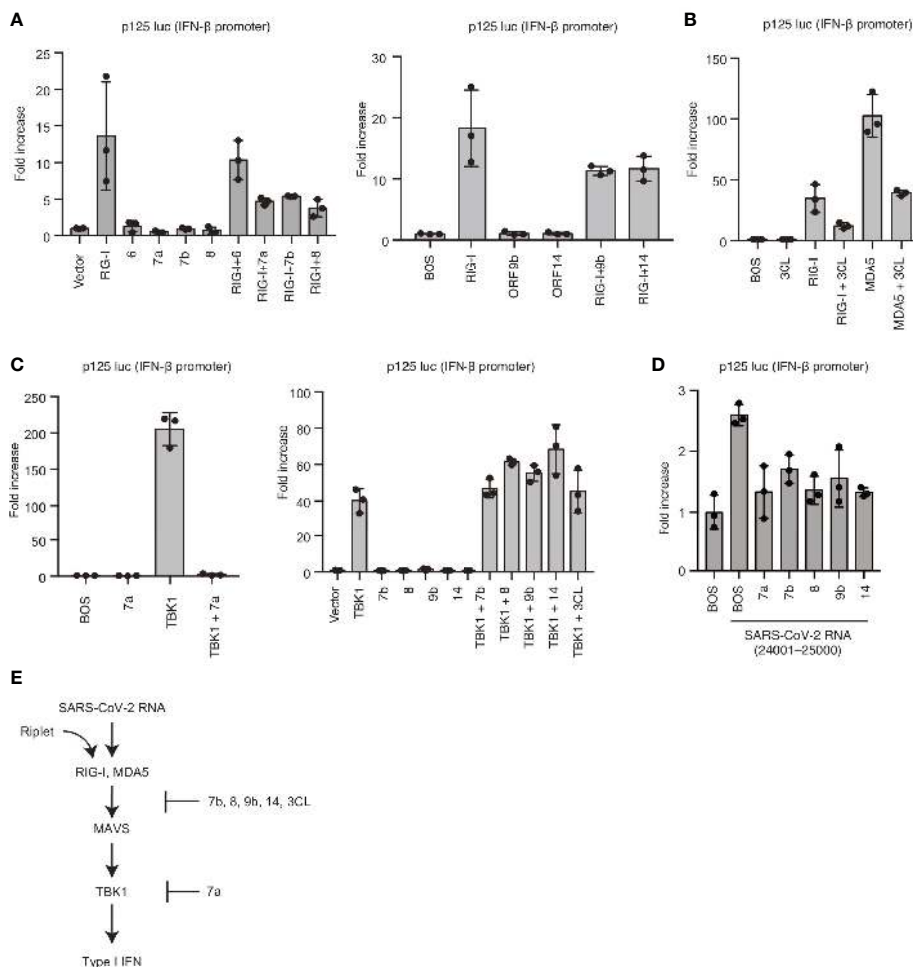 A
p125 luc (IFN-β promoter)
Fold increase
25
20
15
10
5
0
Vector
RIG-I
6
7a
7b
8
RIG-I+6
RIG-I+7a
RIG-I-7b
RIG-I+8
p125 luc (IFN-β promoter)
Fold increase
30
20
10
0
BOS
RIG-I
ORF9b
ORF14
RIG-I+9b
RIG-I+14
B
p125 luc (IFN-β promoter)
Fold increase
150
100
50
0
BOS
3CL
RIG-I
RIG-I + 3CL
MDA5
MDA5 + 3CL
C
p125 luc (IFN-β promoter)
Fold increase
250
200
150
100
50
0
BOS
7a
TBK1
TBK1 + 7a
p125 luc (IFN-β promoter)
Fold increase
100
80
60
40
20
0
Vector
TBK1
7b
8
9b
14
TBK1 + 7b
TBK1 + 8
TBK1 + 9b
TBK1 + 14
TBK1 + 3CL
D
p125 luc (IFN-β promoter)
Fold increase
3
2
1
0
BOS
BOS
7a
7b
8
9b
14
SARS-CoV-2 RNA
(24001–25000)
E
SARS-CoV-2 RNA
Riplet
RIG-I, MDA5
7b, 8, 9b, 14, 3CL
MAVS
TBK1
7a
Type I IFN